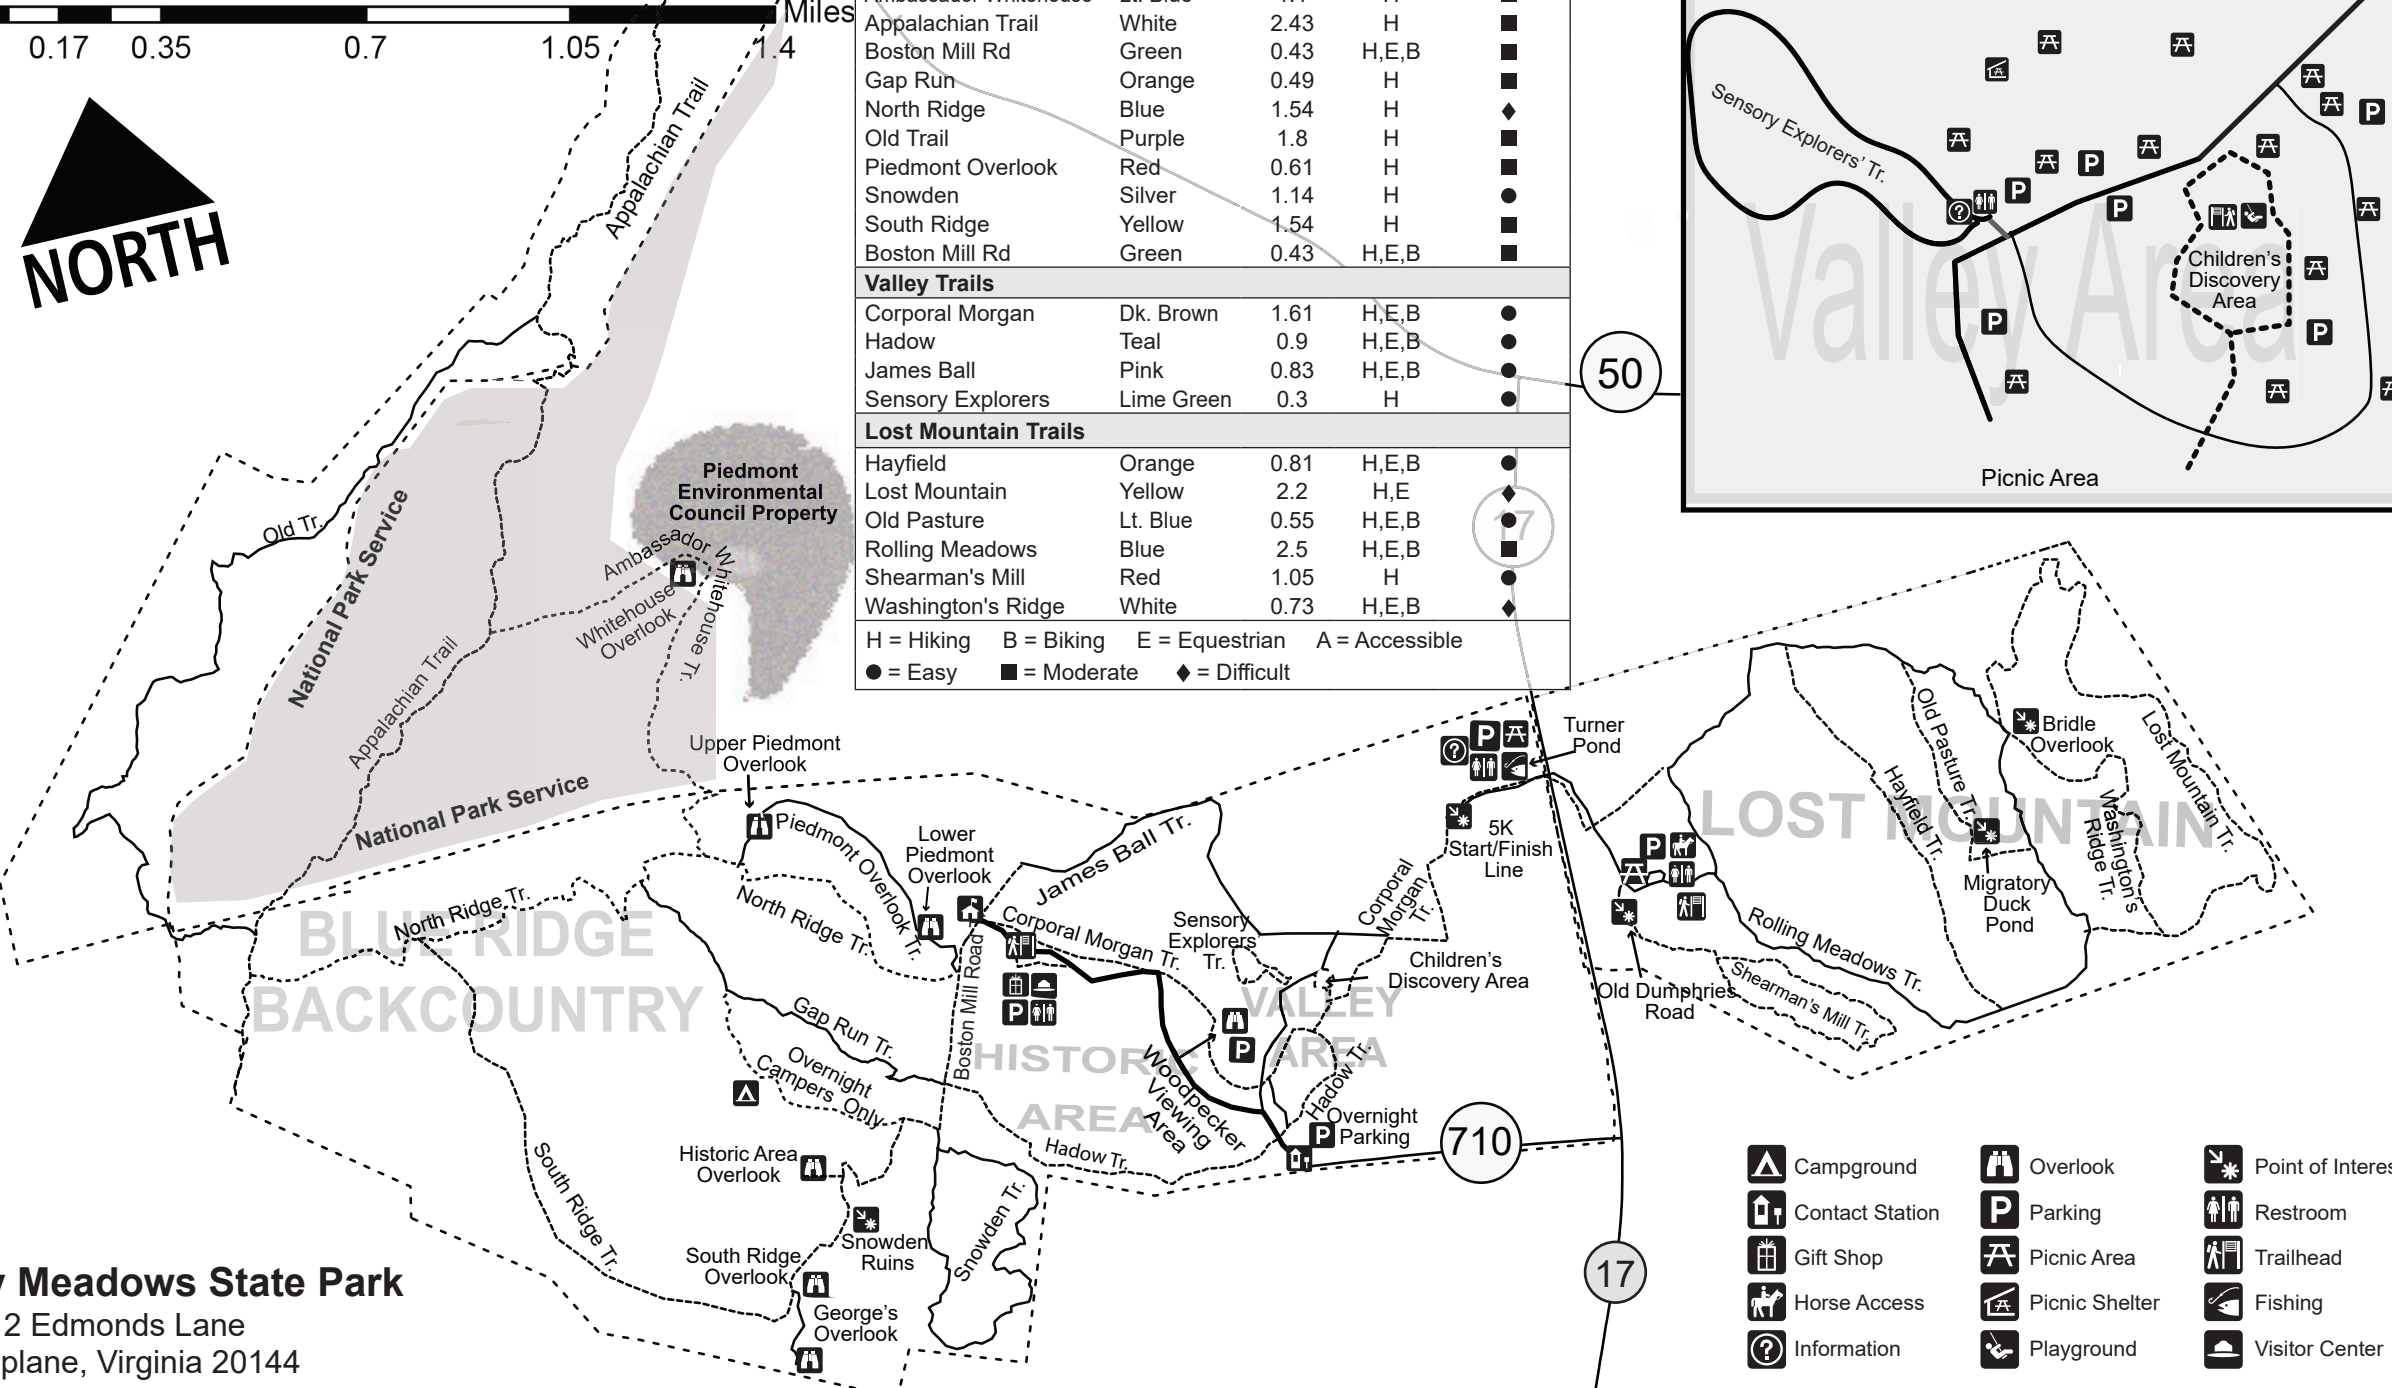 Miles
0.17 0.35 0.7 1.05 1.4
NORTH
Appalachian Trail White 2.43 H
Boston Mill Rd Green 0.43 H,E,B
Gap Run Orange 0.49 H
North Ridge Blue 1.54 H
Old Trail Purple 1.8 H
Piedmont Overlook Red 0.61 H
Snowden Silver 1.14 H
South Ridge Yellow 1.54 H
Boston Mill Rd Green 0.43 H,E,B
Valley Trails
Corporal Morgan Dk. Brown 1.61 H,E,B
Hadow Teal 0.9 H,E,B
James Ball Pink 0.83 H,E,B
Sensory Explorers Lime Green 0.3 H
Lost Mountain Trails
Hayfield Orange 0.81 H,E,B
Lost Mountain Yellow 2.2 H,E
Old Pasture Lt. Blue 0.55 H,E,B
Rolling Meadows Blue 2.5 H,E,B
Shearman's Mill Red 1.05 H
Washington's Ridge White 0.73 H,E,B
H = Hiking B = Biking E = Equestrian A = Accessible
= Easy = Moderate = Difficult
17
50
Sensory Explorers' Tr.
Valley Area
Children's
Discovery
Area
Picnic Area
Appalachian Trail
Old Tr.
National Park Service
Piedmont
Environmental
Council Property
Ambassador Whitehouse Tr.
Whitehouse
Overlook
Appalachian Trail
National Park Service
Upper Piedmont
Overlook
Piedmont Overlook Tr.
Lower
Piedmont
Overlook
North Ridge Tr.
North Ridge Tr.
BLUE RIDGE
BACKCOUNTRY
Gap Run Tr.
Overnight
Campers Only
Boston Mill Road
South Ridge Tr.
Historic Area
Overlook
Snowden
Ruins
South Ridge
Overlook
George's
Overlook
Snowden Tr.
James Ball Tr.
Corporal Morgan Tr.
HISTORIC
AREA
Hadow Tr.
Woodpecker
Viewing
Area
Sensory
Explorers'
Tr.
Corporal
Morgan
Tr.
Children's
Discovery Area
VALLEY
AREA
Hadow Tr.
Overnight
Parking
710
17
Turner
Pond
5K
Start/Finish
Line
LOST MOUNTAIN
Old Pasture Tr.
Hayfield Tr.
Bridle
Overlook
Lost Mountain Tr.
Washington's
Ridge Tr.
Migratory
Duck
Pond
Rolling Meadows Tr.
Shearman's Mill Tr.
Old Dumphries
Road
Campground Overlook Point of Interes
Contact Station Parking Restroom
Gift Shop Picnic Area Trailhead
Horse Access Picnic Shelter Fishing
Information Playground Visitor Center
Meadows State Park
2 Edmonds Lane
plane, Virginia 20144